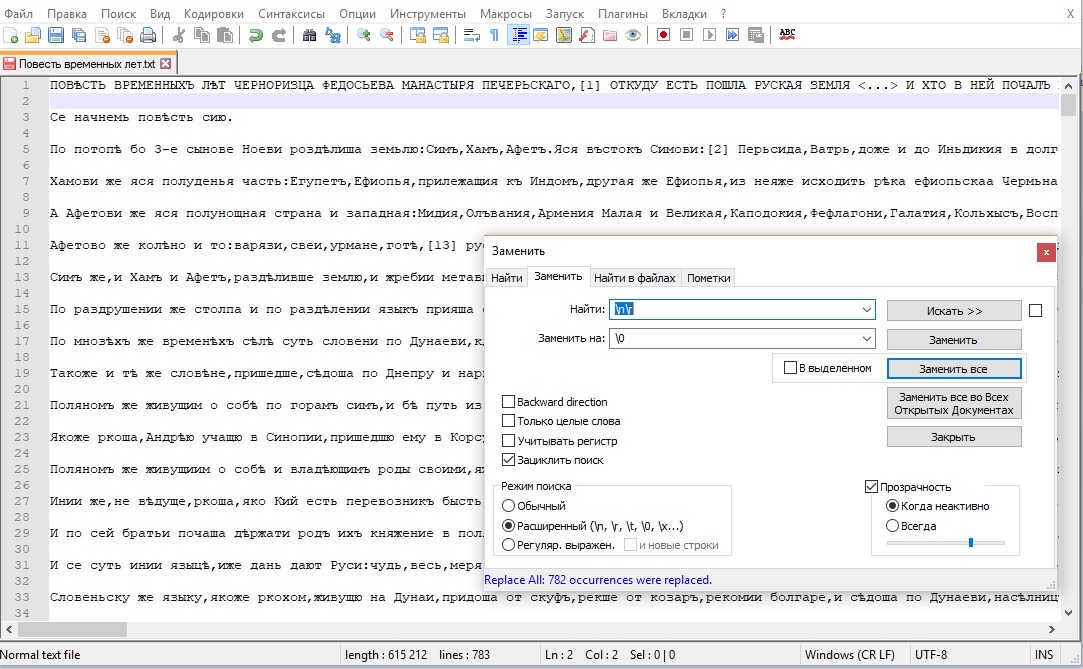 Файл Правка Поиск Вид Кодировки Синтаксисы Опции Инструменты Макросы Запуск Плагины Вкладки ? X
ABC
Повесть временных лет.txt
1 ПОВѢСТЬ ВРЕМЕННЫХЪ ЛѢТ ЧЕРНОРИЗЦА ФЕДОСЬЕВА МАНАСТЫРЯ ПЕЧЕРЬСКАГО,[1] ОТКУДУ ЕСТЬ ПОШЛА РУСКАЯ ЗЕМЛЯ <...> И ХТО В НЕЙ ПОЧАЛЪ
2
3 Се начнемь повѣсть сию.
4
5 По потопѣ бо 3-е сынове Ноеви роздѣлиша земьлю:Симъ,Хамъ,Афетъ.Яся въстокъ Симови:[2] Перьсида,Ватрь,доже и до Иньдикия в долг
6
7 Хамови же яся полуденья часть:Егупетъ,Ефиопья,прилежащия къ Индомъ,другая же Ефиопья,из неяже исходить рѣка ефиопьскаа Чермьна
8
9 А Афетови же яся полунощная страна и западная:Мидия,Олъвания,Армения Малая и Великая,Каподокия,Фефлагони,Галатия,Кольхысъ,Восп
10
11 Афетово же колѣно и то:варязи,свеи,урмане,готѣ,[13] рус
12
13 Симъ же,и Хамъ и Афетъ,раздѣливше землю,и жребии метав
14
15 По раздрушении же столпа и по раздѣлении языкъ прияша
16
17 По мнозѣхъ же временѣхъ сѣлѣ суть словени по Дунаеви,к
18
19 Такоже и тѣ же словѣне,пришедше,сѣдоша по Днепру и нар
20
21 Поляномъ же живущим о собѣ по горамъ симъ,и бѣ путь из
22
23 Якоже ркоша,Андрѣю учащю в Синопии,пришедшю ему в Корсу
24
25 Поляномъ же живущиим о собѣ и владѣющимъ роды своими,я
26
27 Инии же,не вѣдуще,ркоша,яко Кий есть перевозникъ бысть
28
29 И по сей братьи почаша дѣржати родъ ихъ княжение в пол
30
31 И се суть инии языцѣ,иже дань дают Руси:чудь,весь,меря
32
33 Словеньску же языку,якоже ркохом,живущю на Дунаи,придоша от скуфъ,рекше от козаръ,рекомии болгаре,и сѣдоша по Дунаеви,насѣлниц
34
Заменить x
Найти Заменить Найти в файлах Пометки
Найти: \n\r Искать >>
Заменить на: \0 Заменить
В выделенном Заменить все
Заменить все во Всех
Открытых Документах
Закрыть
Backward direction
Только целые слова
Учитывать регистр
Зациклить поиск
Режим поиска
Обычный
Расширенный (\n, \r, \t, \0, \x...)
Регуляр. выражен. и новые строки
Прозрачность
Когда неактивно
Всегда
Replace All: 782 occurrences were replaced.
Normal text file length : 615 212 lines : 783 Ln : 2 Col : 2 Sel : 0 | 0 Windows (CR LF) UTF-8 INS